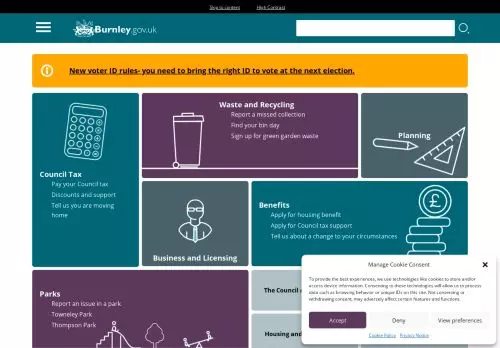 Skip to content
High Contrast
Burnley.gov.uk
New voter ID rules- you need to bring the right ID to vote at the next election.
Council Tax
Pay your Council tax
Discounts and support
Tell us you are moving
home
Waste and Recycling
Report a missed collection
Find your bin day
Sign up for green garden waste
Planning
Business and Licensing
Benefits
Apply for housing benefit
Apply for Council tax support
Tell us about a change to your circumstances
£
Parks
Report an issue in a park
Towneley Park
Thompson Park
The Council
Housing and
Manage Cookie Consent
To provide the best experiences, we use technologies like cookies to store and/or
access device information. Consenting to these technologies will allow us to process
data such as browsing behavior or unique IDs on this site. Not consenting or
withdrawing consent, may adversely affect certain features and functions.
Accept
Deny
View preferences
Cookie Policy
Privacy Notice